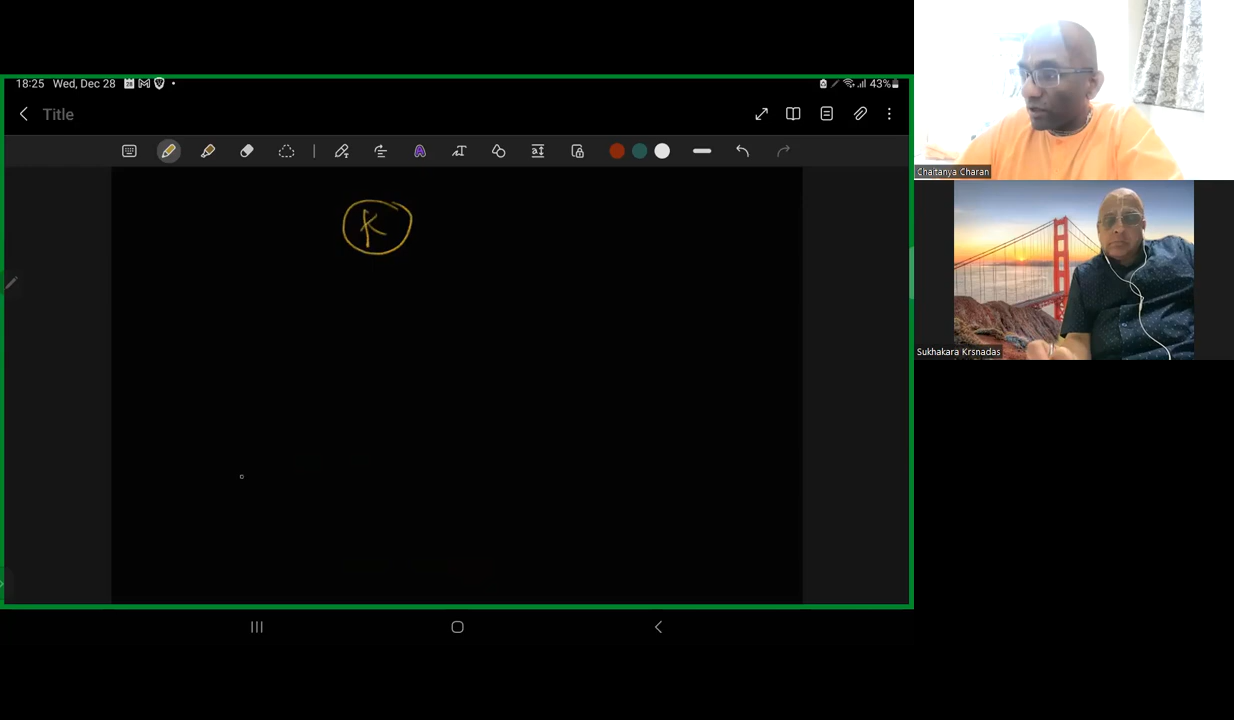 18:25 Wed, Dec 28
43%
Title
K
Chaitanya Charan
Sukhakara Krsnadas